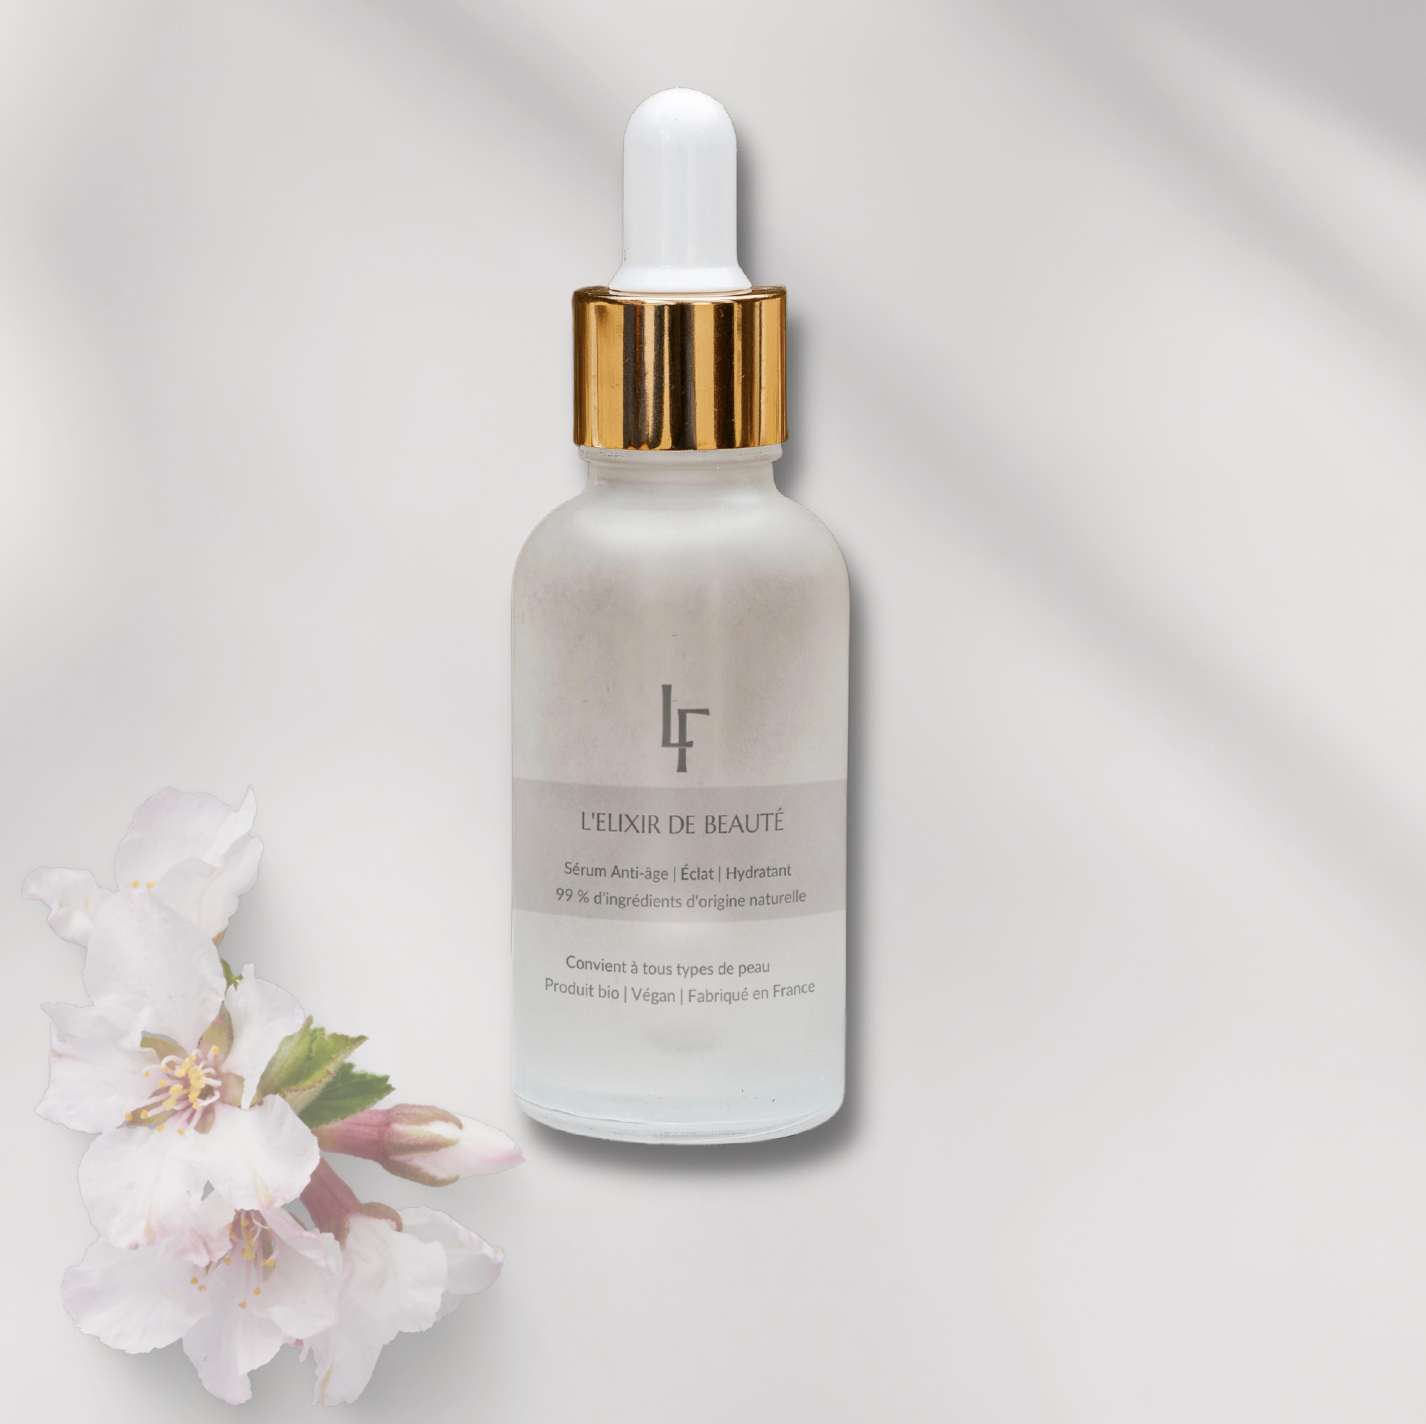 LF
L'ELIXIR DE BEAUTÉ
Sérum Anti-âge | Éclat | Hydratant
99 % d'ingrédients d'origine naturelle
Convient à tous types de peau
Produit bio | Végan | Fabriqué en France